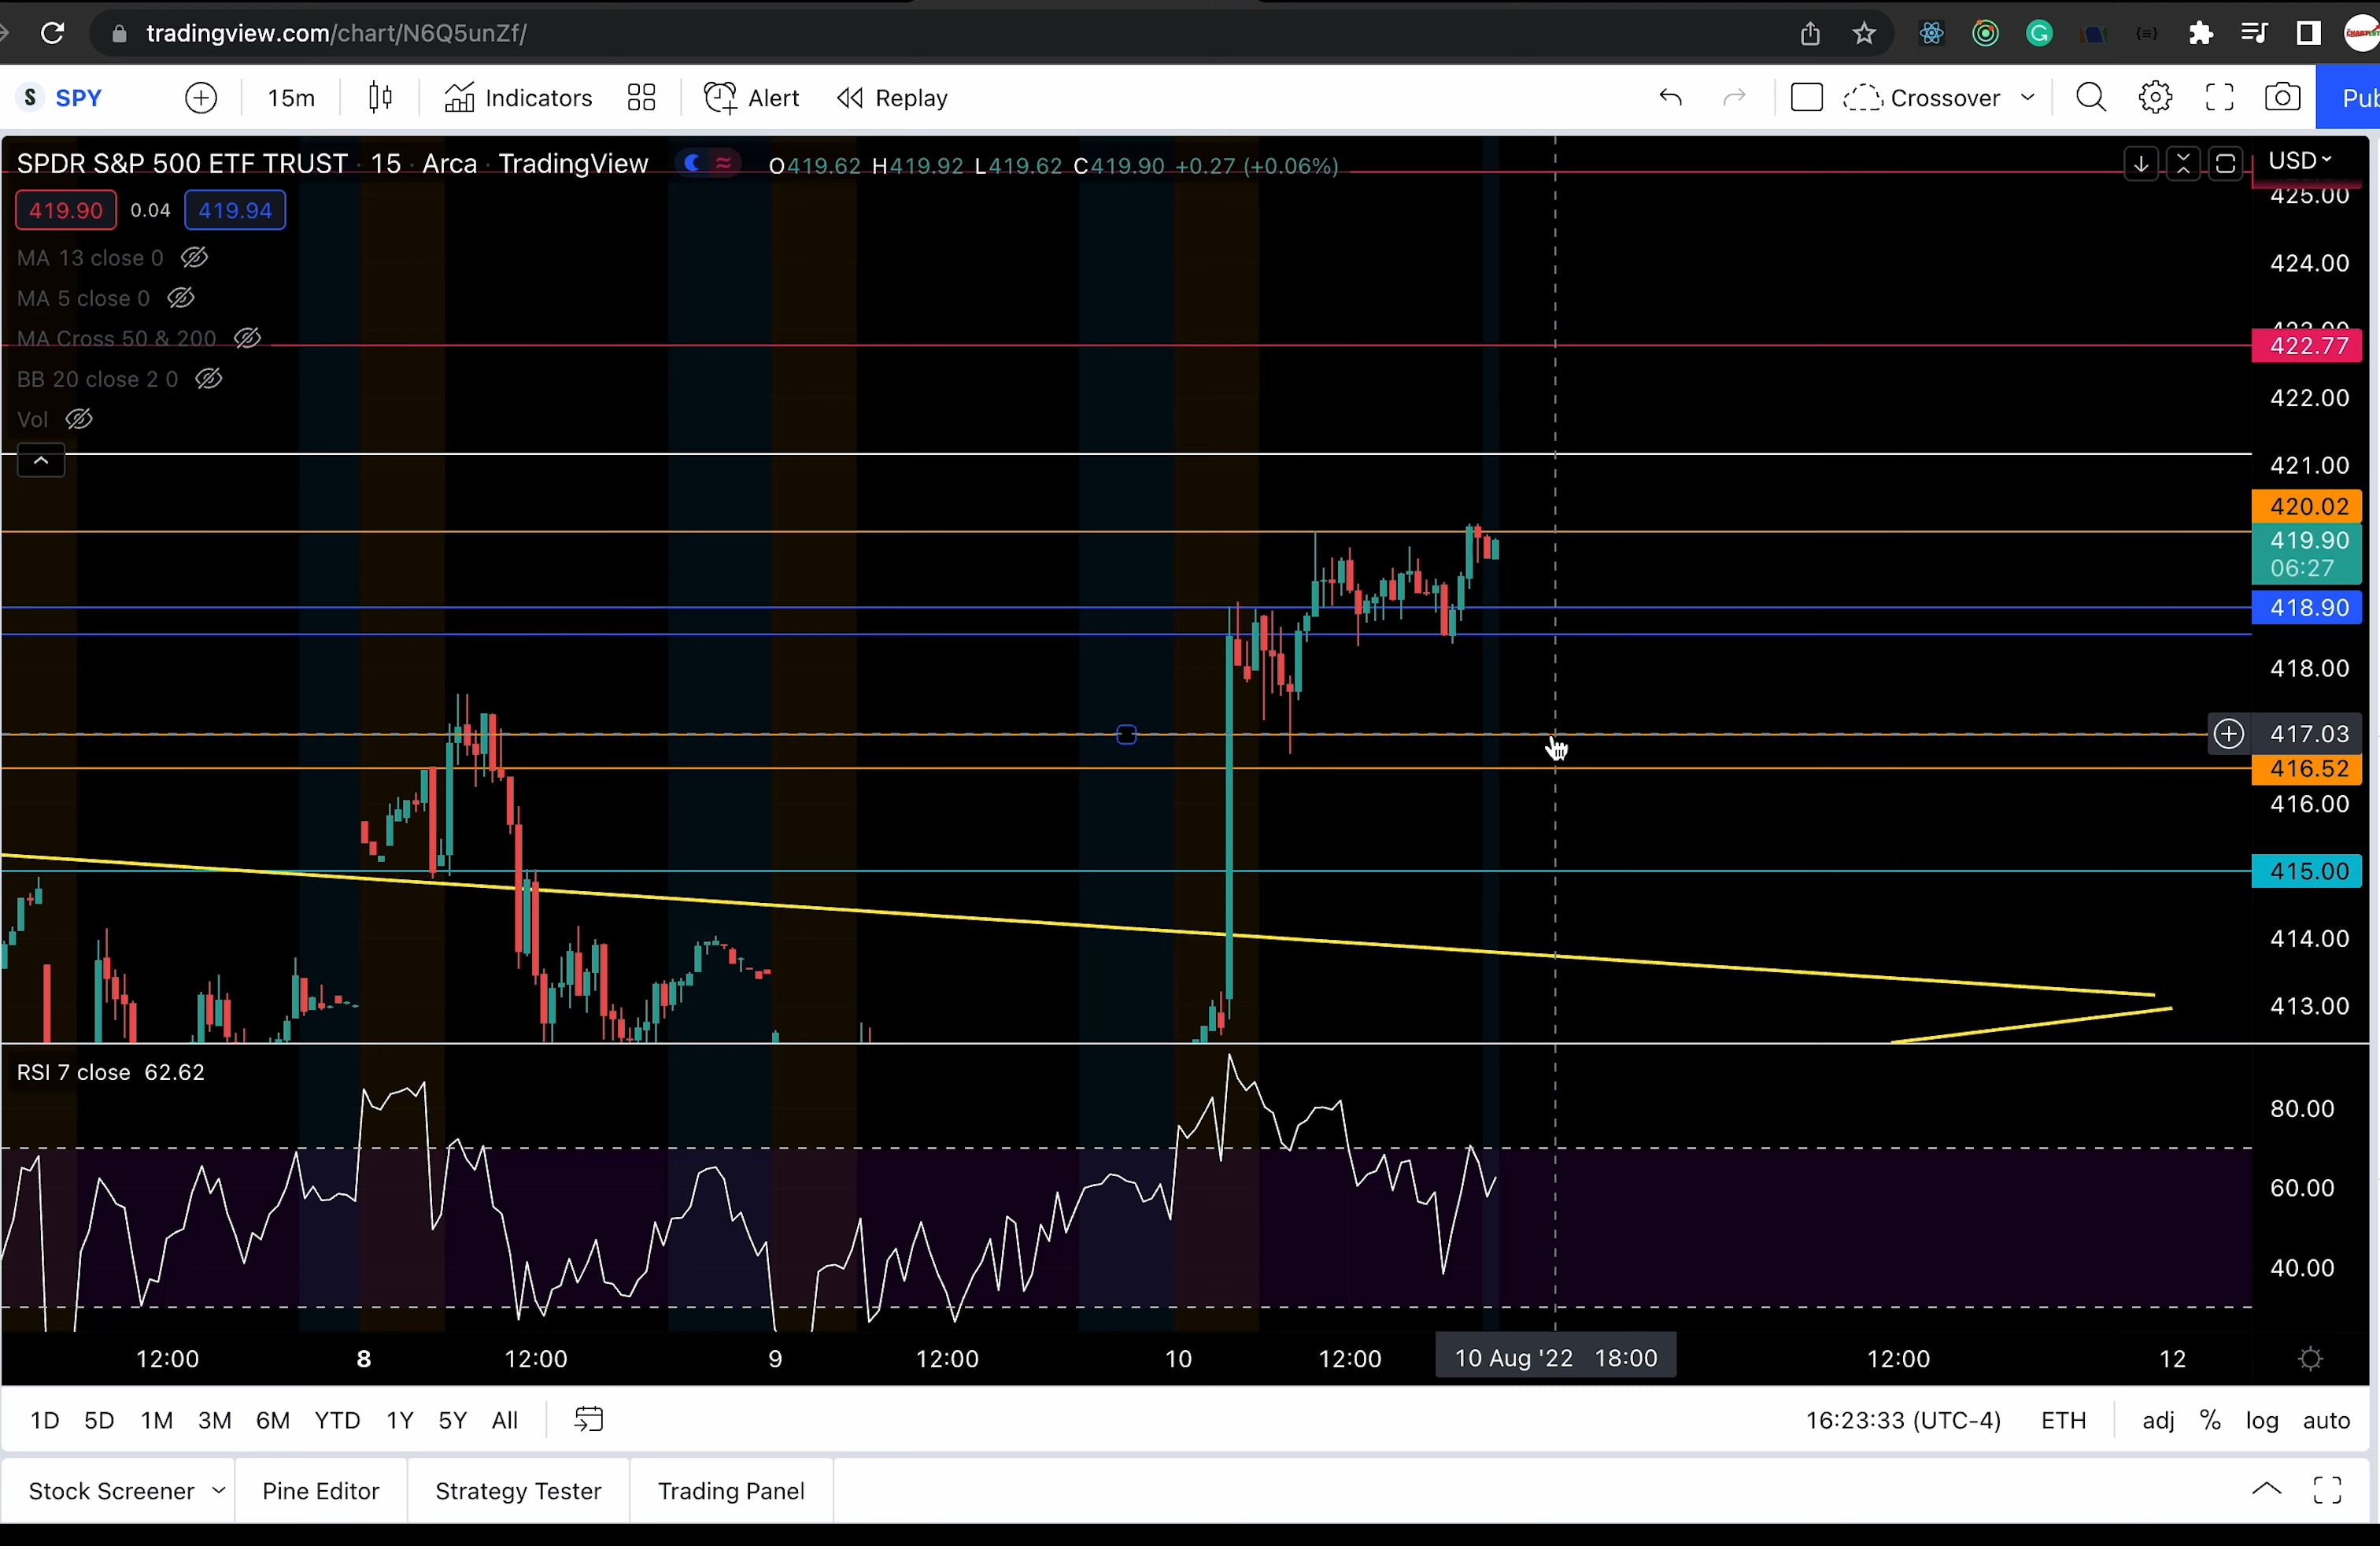 tradingview.com/chart/N6Q5unZf/
S SPY 15m Indicators Alert Replay Crossover
SPDR S&P 500 ETF TRUST · 15 · Arca · TradingView O419.62 H419.92 L419.62 C419.90 +0.27 (+0.06%) USD
425.00
419.90 0.04 419.94
MA 13 close 0
424.00
MA 5 close 0
MA Cross 50 & 200
422.77
BB 20 close 2 0
422.00
Vol
421.00
420.02
419.90
06:27
418.90
418.00
417.03
416.52
416.00
415.00
414.00
413.00
RSI 7 close 62.62
80.00
60.00
40.00
12:00 8 12:00 9 12:00 10 12:00 10 Aug '22 18:00 12:00 12
1D 5D 1M 3M 6M YTD 1Y 5Y All 16:23:33 (UTC-4) ETH adj % log auto
Stock Screener Pine Editor Strategy Tester Trading Panel